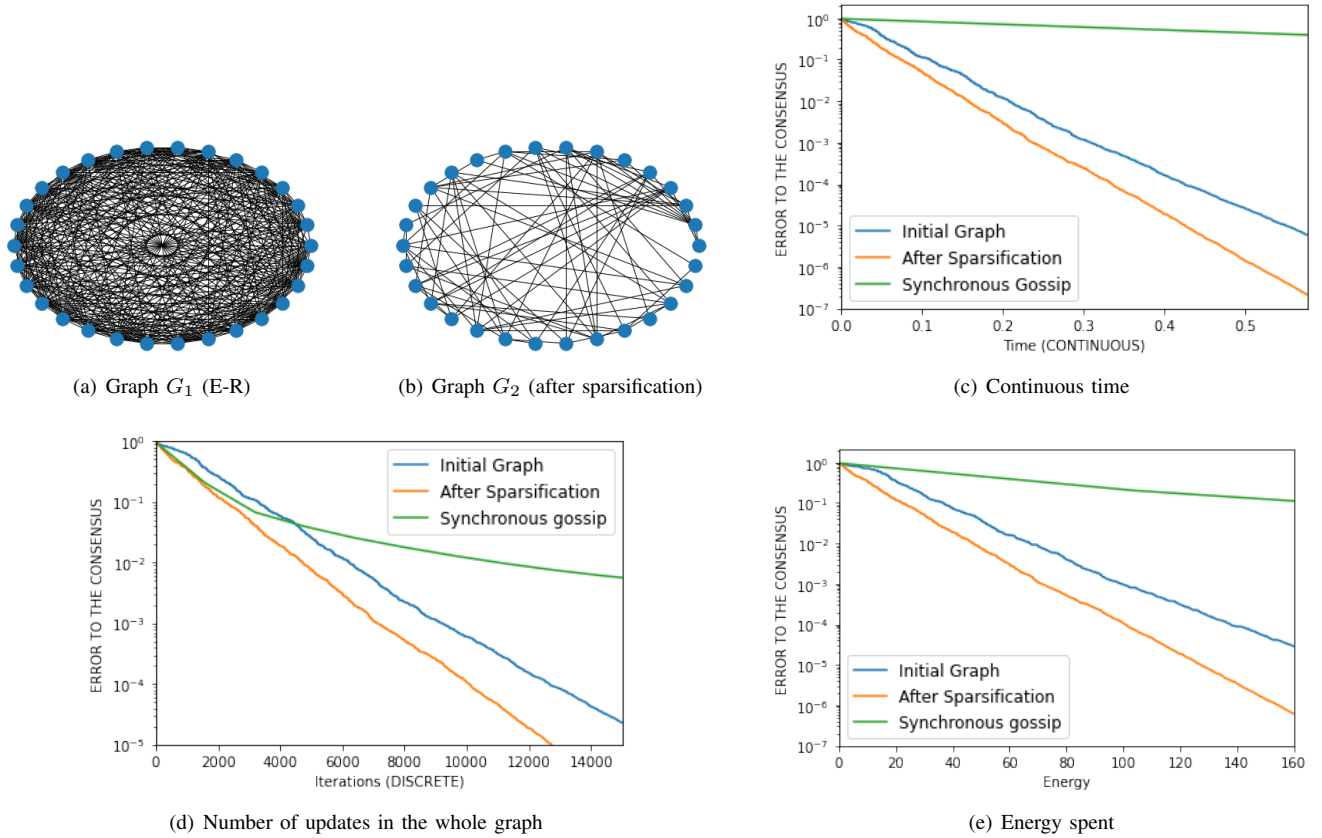 (a) Graph G₁ (E-R)
(b) Graph G₂ (after sparsification)
10⁰
10⁻¹
10⁻²
10⁻³
10⁻⁴
10⁻⁵
10⁻⁶
10⁻⁷
ERROR TO THE CONSENSUS
Initial Graph
After Sparsification
Synchronous Gossip
0.0 0.1 0.2 0.3 0.4 0.5
Time (CONTINUOUS)
(c) Continuous time
10⁰
10⁻¹
10⁻²
10⁻³
10⁻⁴
10⁻⁵
ERROR TO THE CONSENSUS
Initial Graph
After Sparsification
Synchronous gossip
0 2000 4000 6000 8000 10000 12000 14000
Iterations (DISCRETE)
(d) Number of updates in the whole graph
10⁰
10⁻¹
10⁻²
10⁻³
10⁻⁴
10⁻⁵
10⁻⁶
10⁻⁷
ERROR TO THE CONSENSUS
Initial Graph
After Sparsification
Synchronous gossip
0 20 40 60 80 100 120 140 160
Energy
(e) Energy spent